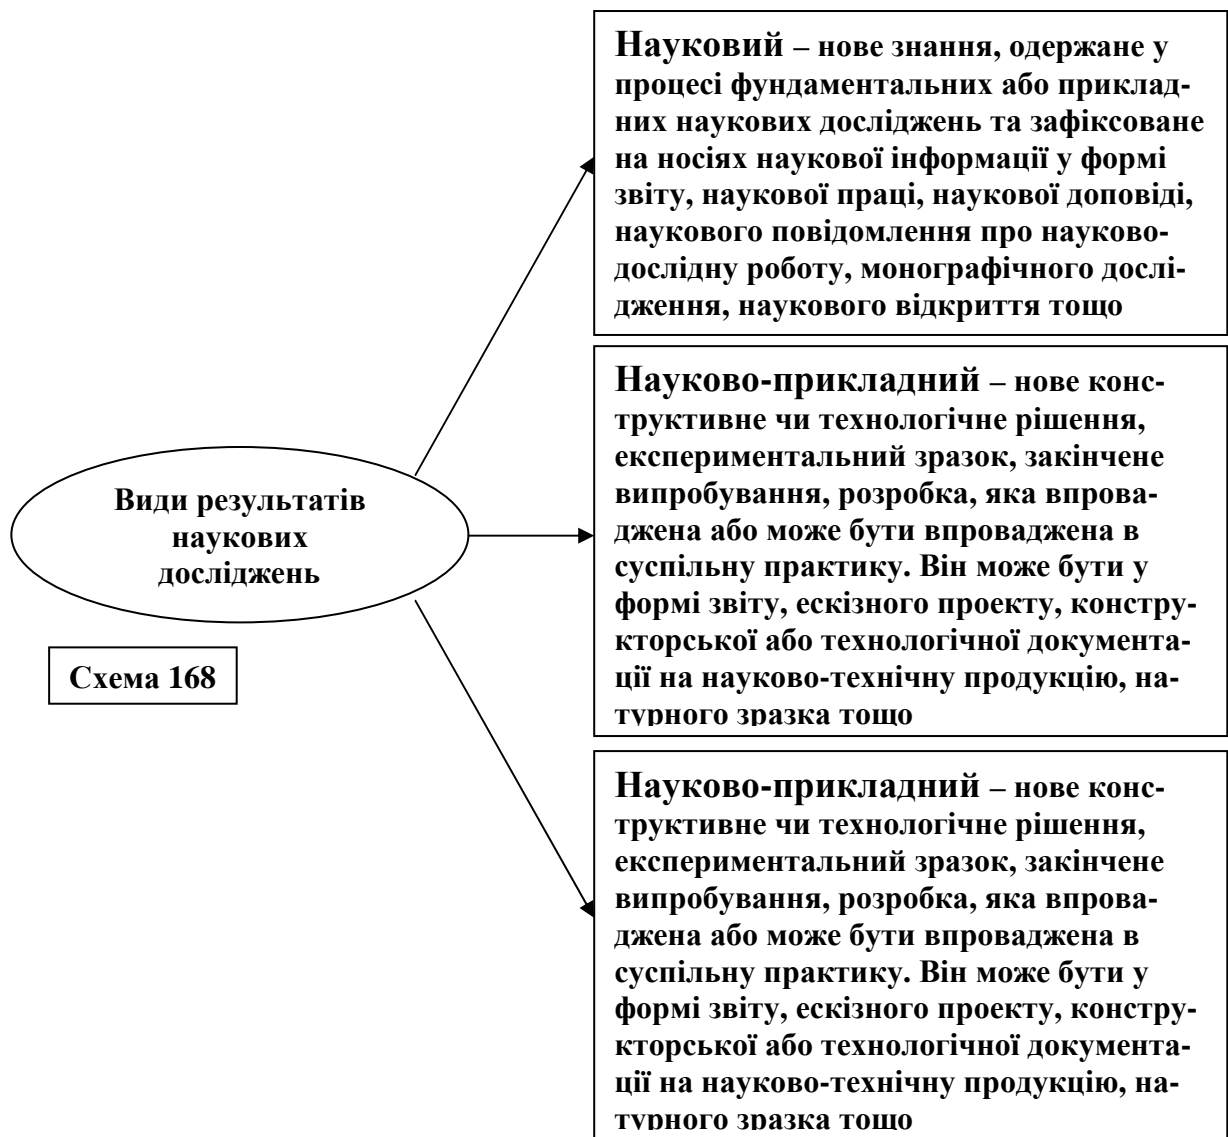 Науковий – нове знання, одержане у
процесі фундаментальних або приклад-
них наукових досліджень та зафіксоване
на носіях наукової інформації у формі
звіту, наукової праці, наукової доповіді,
наукового повідомлення про науково-
дослідну роботу, монографічного дослі-
дження, наукового відкриття тощо
Науково-прикладний – нове конс-
труктивне чи технологічне рішення,
експериментальний зразок, закінчене
випробування, розробка, яка впрова-
джена або може бути впроваджена в
суспільну практику. Він може бути у
формі звіту, ескізного проекту, констру-
кторської або технологічної документа-
ції на науково-технічну продукцію, на-
турного зразка тощо
Види результатів
наукових
досліджень
Схема 168
Науково-прикладний – нове конс-
труктивне чи технологічне рішення,
експериментальний зразок, закінчене
випробування, розробка, яка впрова-
джена або може бути впроваджена в
суспільну практику. Він може бути у
формі звіту, ескізного проекту, констру-
кторської або технологічної документа-
ції на науково-технічну продукцію, на-
турного зразка тощо